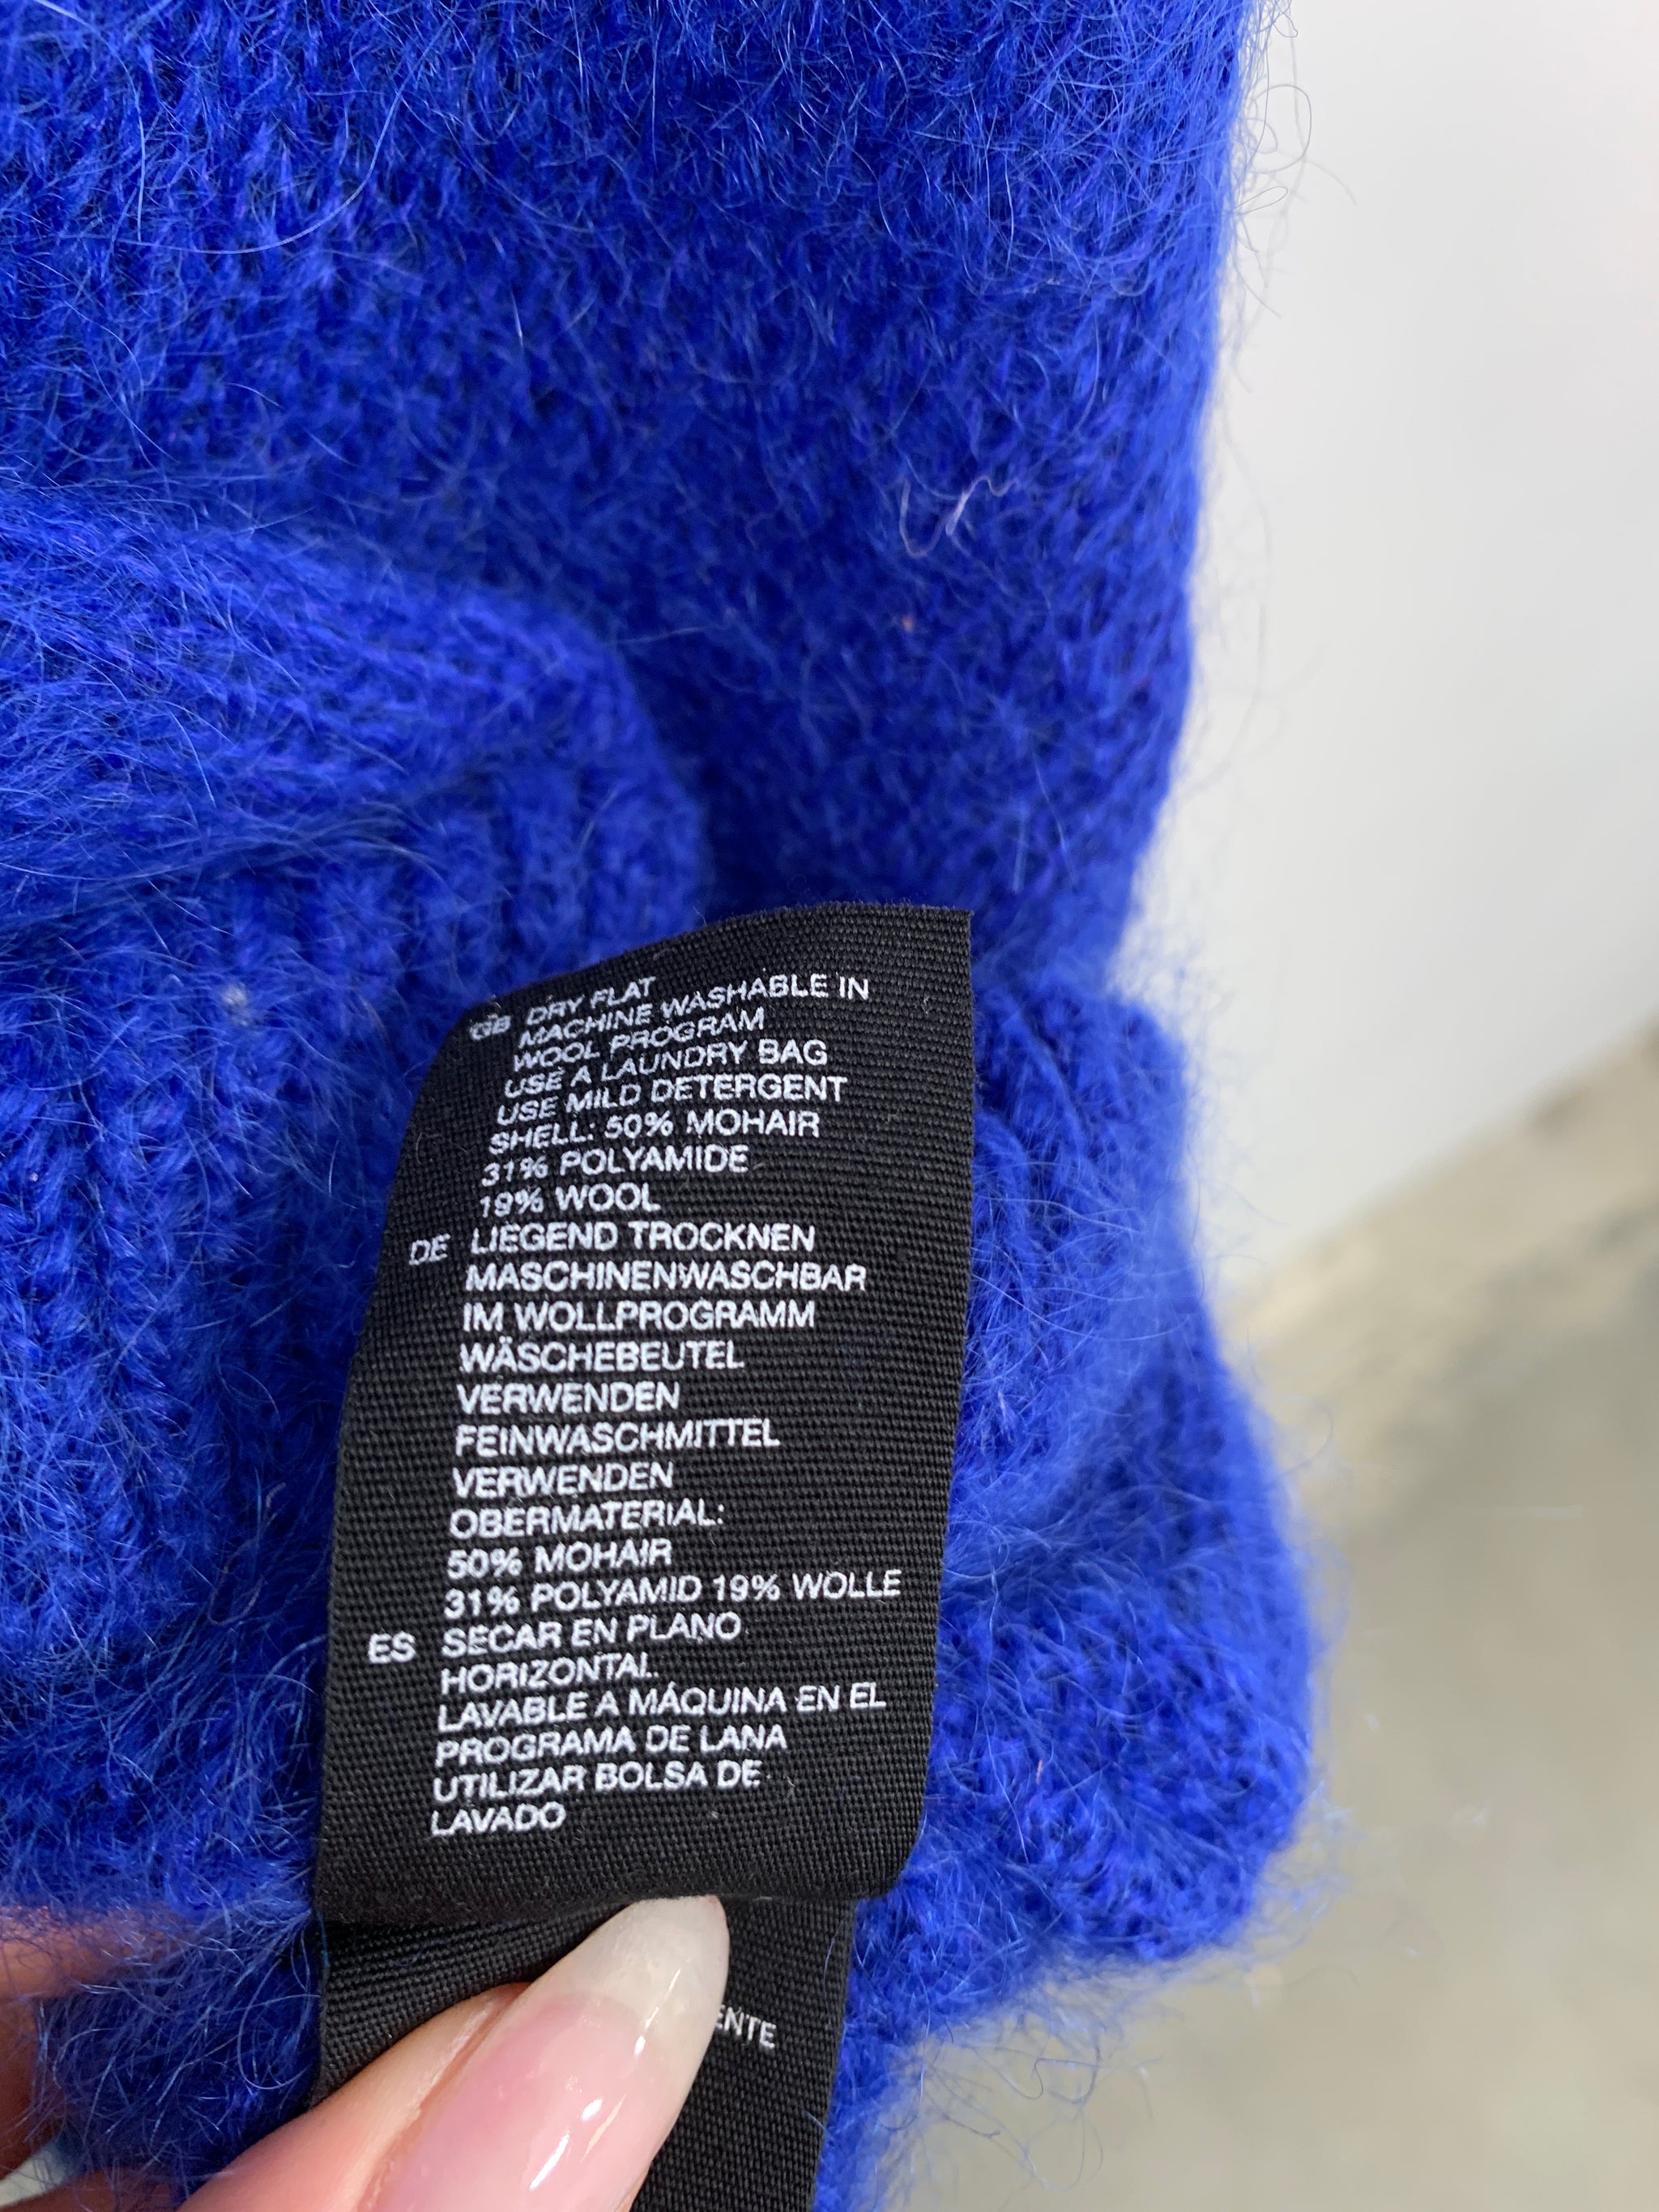 GB DRY FLAT
MACHINE WASHABLE IN
WOOL PROGRAM
USE A LAUNDRY BAG
USE MILD DETERGENT
SHELL: 50% MOHAIR
31% POLYAMIDE
19% WOOL
DE LIEGEND TROCKNEN
MASCHINENWASCHBAR
IM WOLLPROGRAMM
WÄSCHEBEUTEL
VERWENDEN
FEINWASCHMITTEL
VERWENDEN
OBERMATERIAL:
50% MOHAIR
31% POLYAMID 19% WOLLE
ES SECAR EN PLANO
HORIZONTAL.
LAVABLE A MÁQUINA EN EL
PROGRAMA DE LANA
UTILIZAR BOLSA DE
LAVADO